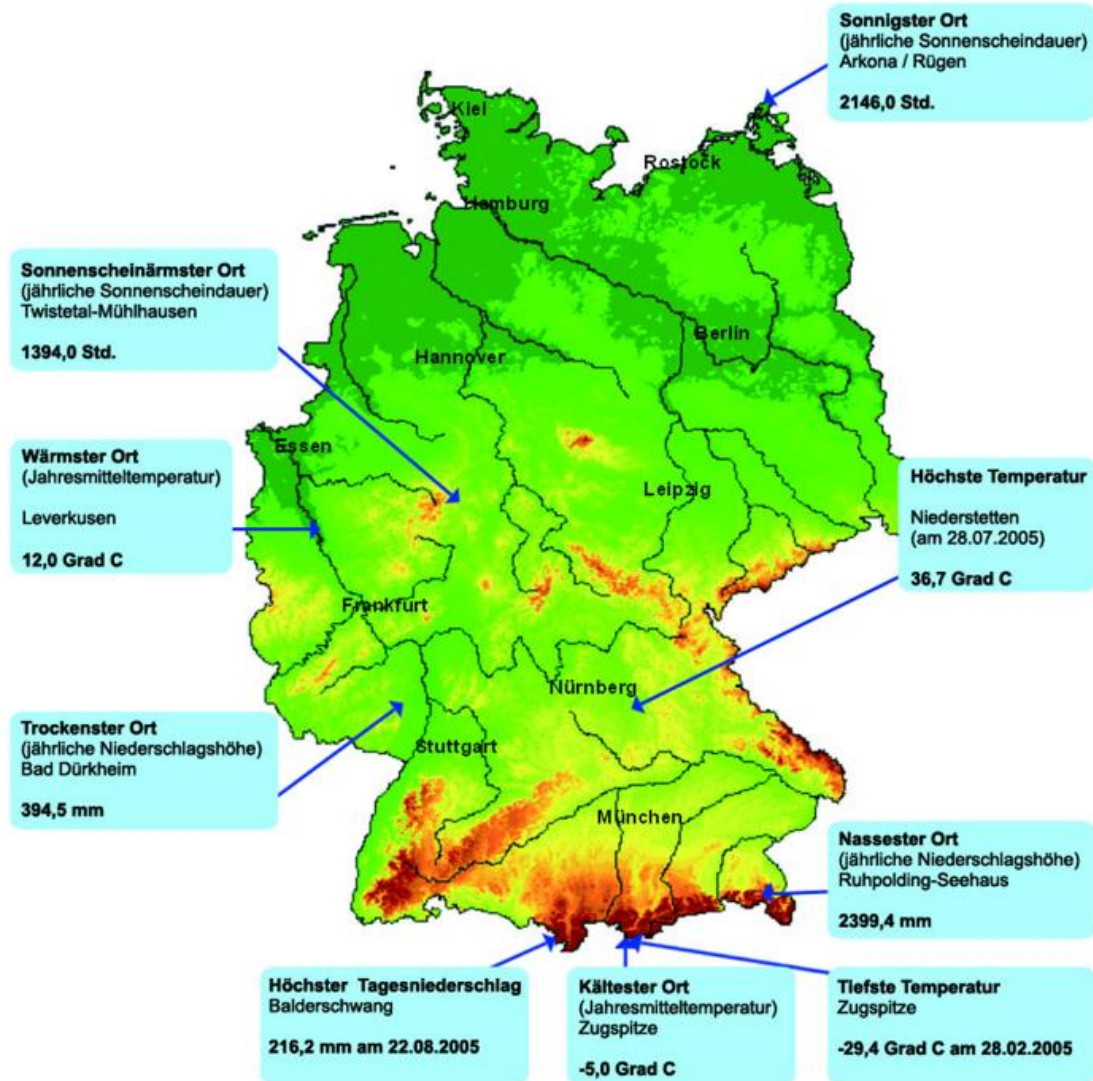 Sonnigster Ort
(jährliche Sonnenscheindauer)
Arkona / Rügen
2146,0 Std.
Kiel
Rostock
Hamburg
Sonnenscheinärmster Ort
(jährliche Sonnenscheindauer)
Twistetal-Mühlhausen
1394,0 Std.
Berlin
Hannover
Essen
Wärmster Ort
(Jahresmitteltemperatur)
Leverkusen
12,0 Grad C
Leipzig
Höchste Temperatur
Niederstetten
(am 28.07.2005)
36,7 Grad C
Frankfurt
Nürnberg
Trockenster Ort
(jährliche Niederschlagshöhe)
Bad Dürkheim
394,5 mm
Stuttgart
München
Nassester Ort
(jährliche Niederschlagshöhe)
Ruhpolding-Seehaus
2399,4 mm
Höchster Tagesniederschlag
Balderschwang
216,2 mm am 22.08.2005
Kältester Ort
(Jahresmitteltemperatur)
Zugspitze
-5,0 Grad C
Tiefste Temperatur
Zugspitze
-29,4 Grad C am 28.02.2005